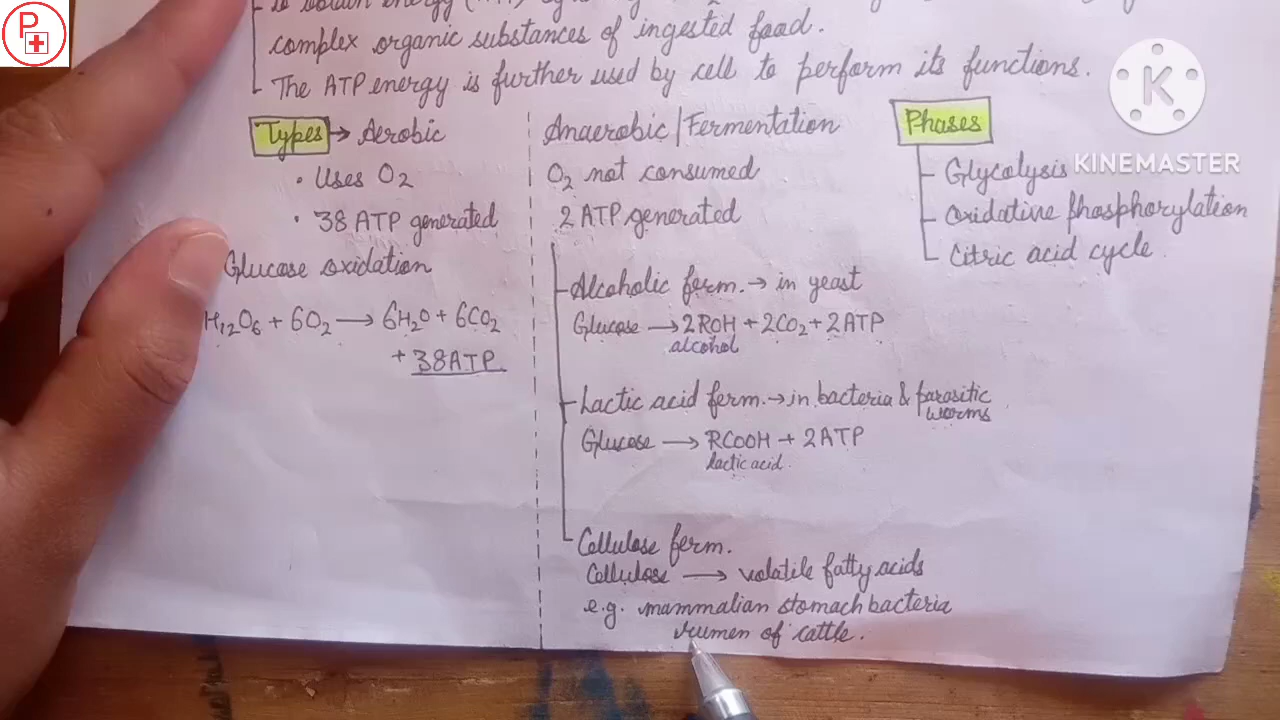 P
to obtain energy
complex organic substances of ingested food.
The ATP energy is further used by cell to perform its functions.
KINEMASTER
Types → Aerobic
• Uses O2
• 38 ATP generated
Glucose oxidation
H12O6 + 6O2 → 6H2O + 6CO2
+ 38ATP
Anaerobic/Fermentation
O2 not consumed
2 ATP generated
Alcoholic ferm. → in yeast
Glucose → 2ROH + 2CO2 + 2ATP
alcohol
Lactic acid ferm. → in bacteria & parasitic
worms
Glucose → RCOOH + 2ATP
lactic acid.
Cellulose ferm.
Cellulose → volatile fatty acids
e.g. mammalian stomach bacteria
rumen of cattle.
Phases
Glycolysis
Oxidative phosphorylation
Citric acid cycle.